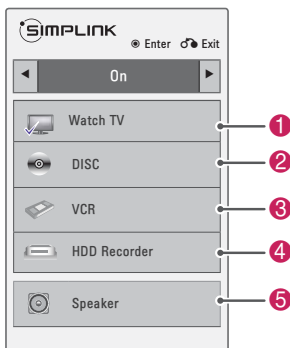 SIMPLINK
◉ Enter Exit
◄ On ►
Watch TV 1
DISC 2
VCR 3
HDD Recorder 4
Speaker 5